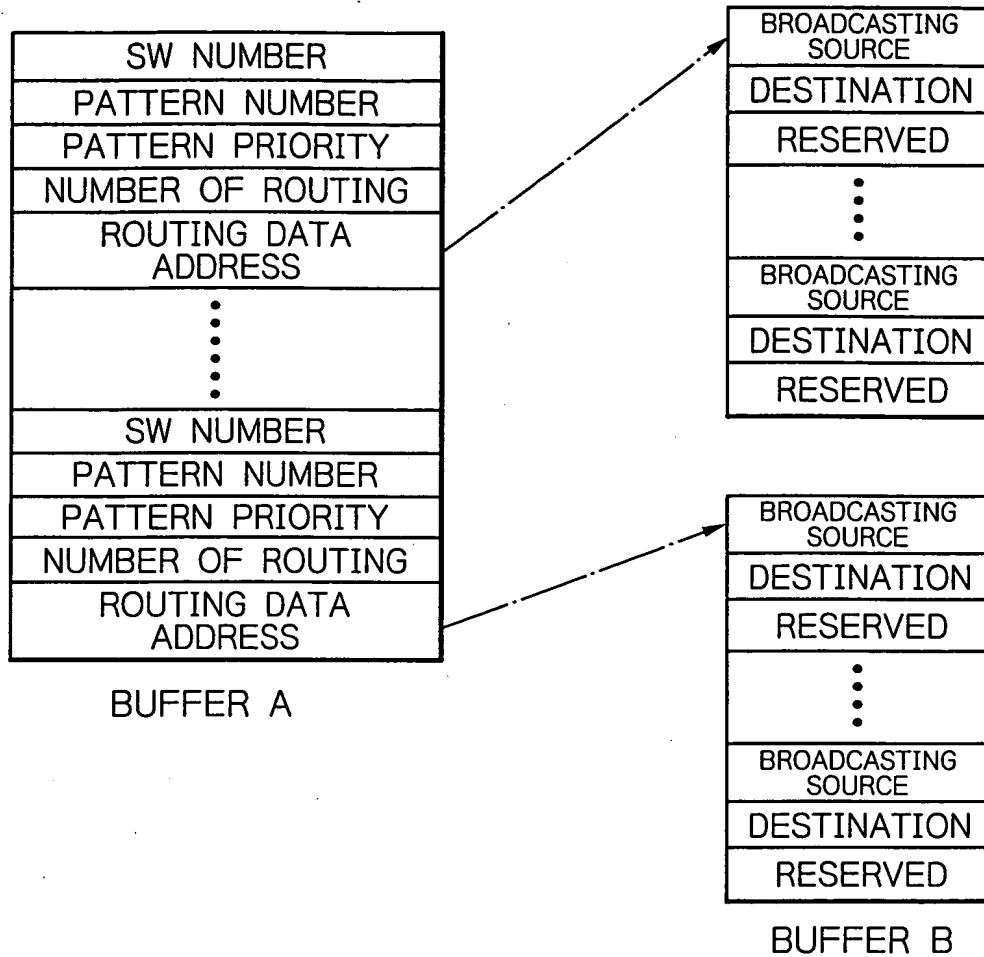 SW NUMBER
PATTERN NUMBER
PATTERN PRIORITY
NUMBER OF ROUTING
ROUTING DATA
ADDRESS
SW NUMBER
PATTERN NUMBER
PATTERN PRIORITY
NUMBER OF ROUTING
ROUTING DATA
ADDRESS
BUFFER A
BROADCASTING
SOURCE
DESTINATION
RESERVED
BROADCASTING
SOURCE
DESTINATION
RESERVED
BROADCASTING
SOURCE
DESTINATION
RESERVED
BROADCASTING
SOURCE
DESTINATION
RESERVED
BUFFER B